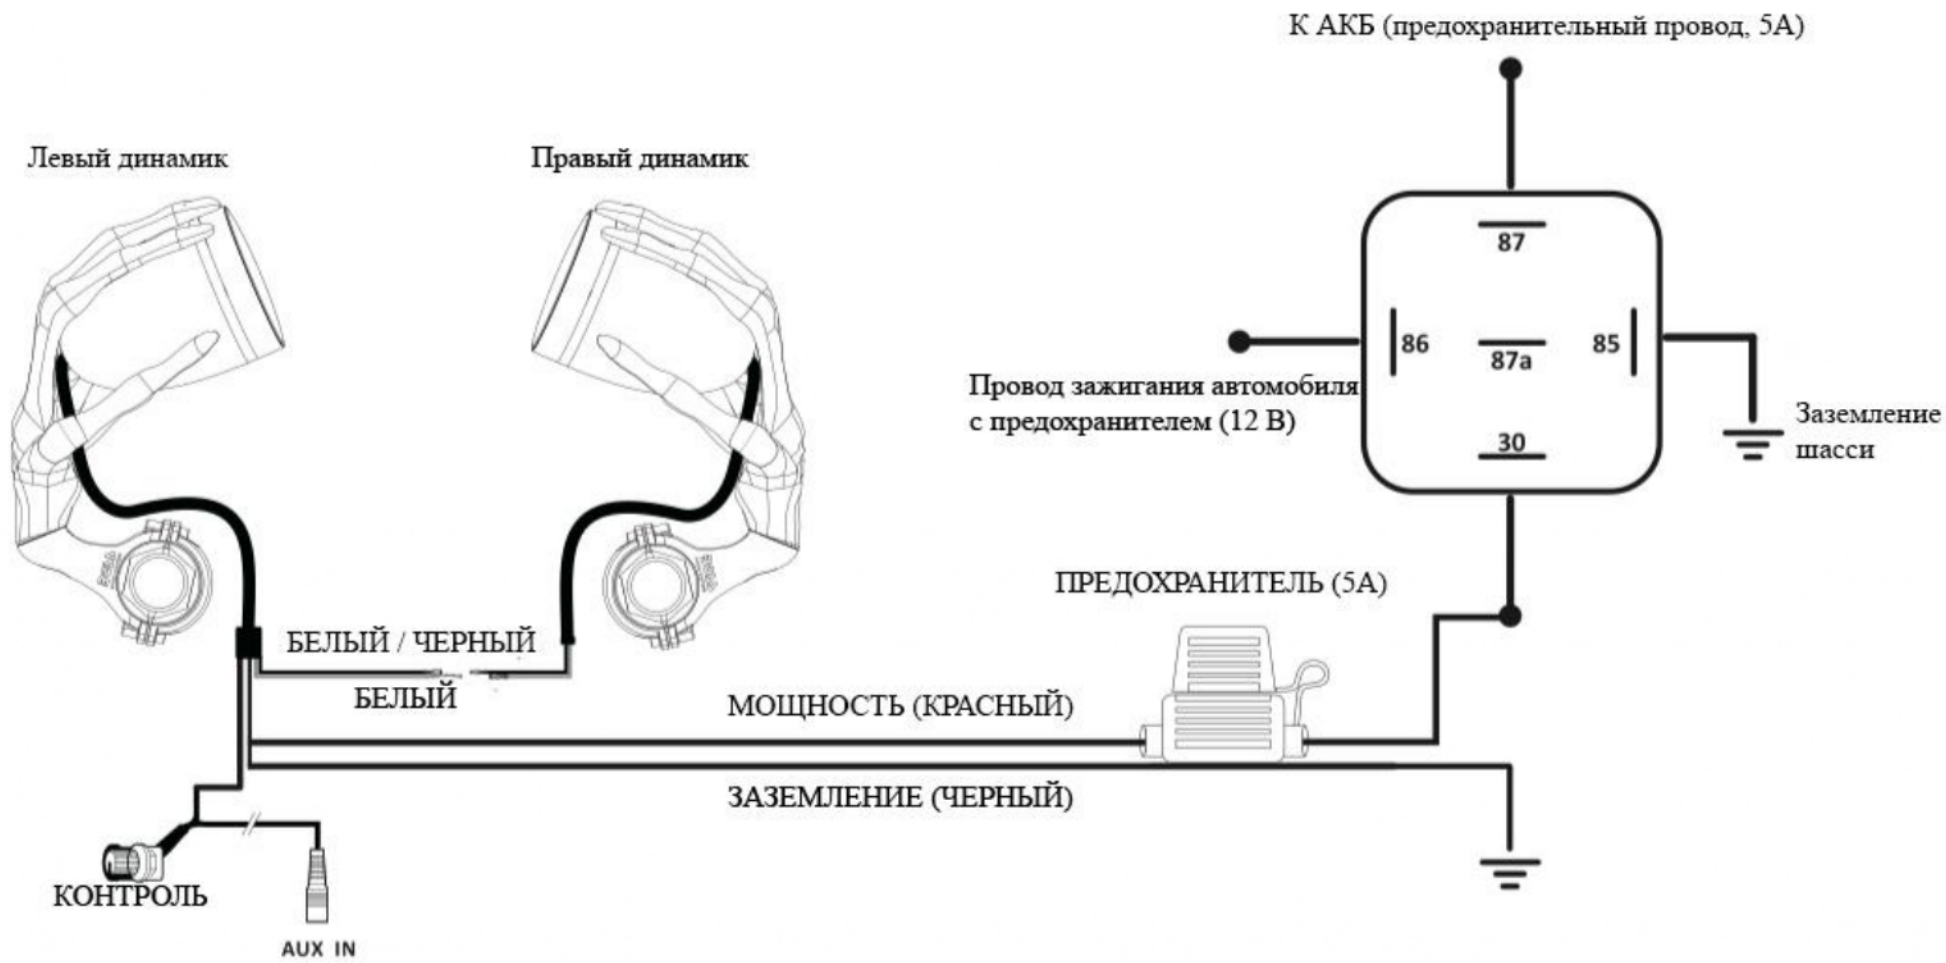 К АКБ (предохранительный провод, 5А)
Левый динамик
Правый динамик
87
86
87a
85
Провод зажигания автомобиля
с предохранителем (12 В)
30
Заземление
шасси
ПРЕДОХРАНИТЕЛЬ (5А)
БЕЛЫЙ / ЧЕРНЫЙ
БЕЛЫЙ
МОЩНОСТЬ (КРАСНЫЙ)
ЗАЗЕМЛЕНИЕ (ЧЕРНЫЙ)
КОНТРОЛЬ
AUX IN